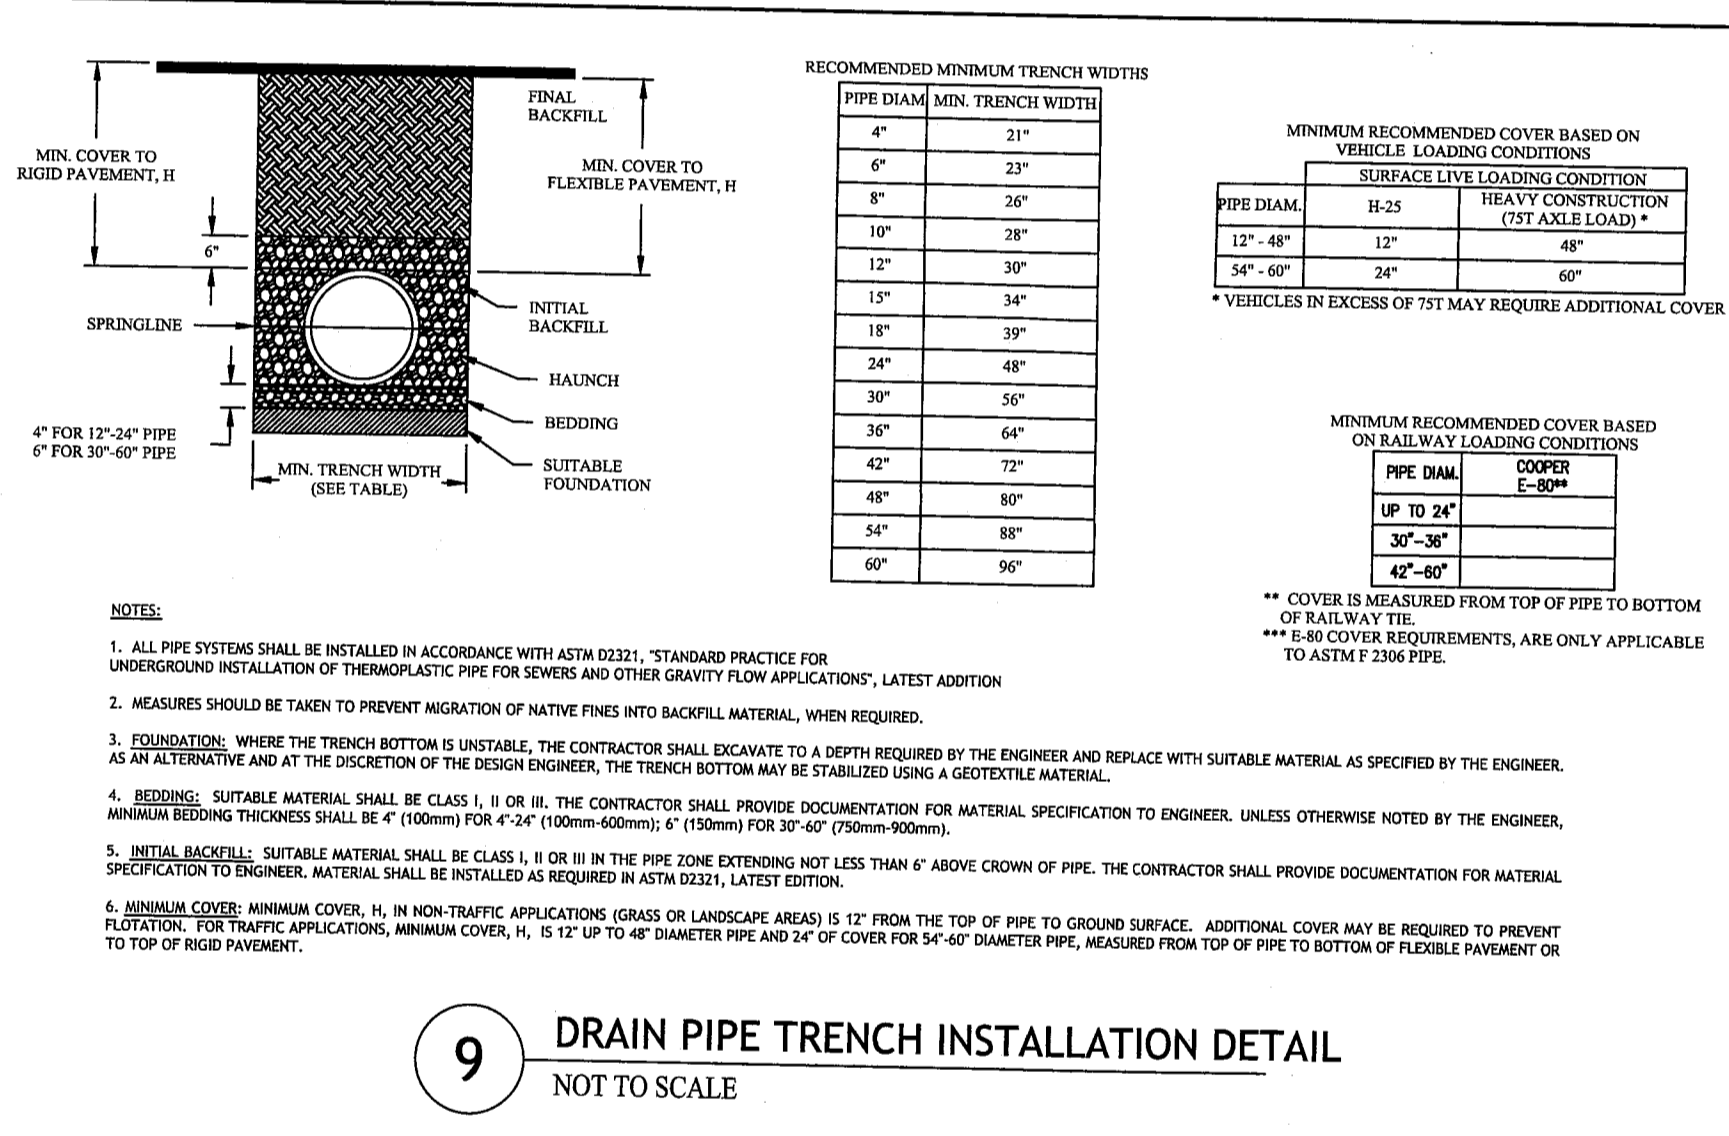 FINAL
BACKFILL
MIN. COVER TO
RIGID PAVEMENT, H
MIN. COVER TO
FLEXIBLE PAVEMENT, H
6"
SPRINGLINE
INITIAL
BACKFILL
HAUNCH
BEDDING
4" FOR 12"-24" PIPE
6" FOR 30"-60" PIPE
MIN. TRENCH WIDTH
(SEE TABLE)
SUITABLE
FOUNDATION
RECOMMENDED MINIMUM TRENCH WIDTHS
PIPE DIAM MIN. TRENCH WIDTH
4" 21"
6" 23"
8" 26"
10" 28"
12" 30"
15" 34"
18" 39"
24" 48"
30" 56"
36" 64"
42" 72"
48" 80"
54" 88"
60" 96"
MINIMUM RECOMMENDED COVER BASED ON
VEHICLE LOADING CONDITIONS
SURFACE LIVE LOADING CONDITION
PIPE DIAM. H-25 HEAVY CONSTRUCTION
(75T AXLE LOAD) *
12" - 48" 12" 48"
54" - 60" 24" 60"
* VEHICLES IN EXCESS OF 75T MAY REQUIRE ADDITIONAL COVER
MINIMUM RECOMMENDED COVER BASED
ON RAILWAY LOADING CONDITIONS
PIPE DIAM. COOPER
E-80**
UP TO 24"
30"-36"
42"-60"
** COVER IS MEASURED FROM TOP OF PIPE TO BOTTOM
OF RAILWAY TIE.
*** E-80 COVER REQUIREMENTS, ARE ONLY APPLICABLE
TO ASTM F 2306 PIPE.
NOTES:
1. ALL PIPE SYSTEMS SHALL BE INSTALLED IN ACCORDANCE WITH ASTM D2321, "STANDARD PRACTICE FOR
UNDERGROUND INSTALLATION OF THERMOPLASTIC PIPE FOR SEWERS AND OTHER GRAVITY FLOW APPLICATIONS", LATEST ADDITION
2. MEASURES SHOULD BE TAKEN TO PREVENT MIGRATION OF NATIVE FINES INTO BACKFILL MATERIAL, WHEN REQUIRED.
3. FOUNDATION: WHERE THE TRENCH BOTTOM IS UNSTABLE, THE CONTRACTOR SHALL EXCAVATE TO A DEPTH REQUIRED BY THE ENGINEER AND REPLACE WITH SUITABLE MATERIAL AS SPECIFIED BY THE ENGINEER.
AS AN ALTERNATIVE AND AT THE DISCRETION OF THE DESIGN ENGINEER, THE TRENCH BOTTOM MAY BE STABILIZED USING A GEOTEXTILE MATERIAL.
4. BEDDING: SUITABLE MATERIAL SHALL BE CLASS I, II OR III. THE CONTRACTOR SHALL PROVIDE DOCUMENTATION FOR MATERIAL SPECIFICATION TO ENGINEER. UNLESS OTHERWISE NOTED BY THE ENGINEER,
MINIMUM BEDDING THICKNESS SHALL BE 4" (100mm) FOR 4"-24" (100mm-600mm); 6" (150mm) FOR 30"-60" (750mm-900mm).
5. INITIAL BACKFILL: SUITABLE MATERIAL SHALL BE CLASS I, II OR III IN THE PIPE ZONE EXTENDING NOT LESS THAN 6" ABOVE CROWN OF PIPE. THE CONTRACTOR SHALL PROVIDE DOCUMENTATION FOR MATERIAL
SPECIFICATION TO ENGINEER. MATERIAL SHALL BE INSTALLED AS REQUIRED IN ASTM D2321, LATEST EDITION.
6. MINIMUM COVER: MINIMUM COVER, H, IN NON-TRAFFIC APPLICATIONS (GRASS OR LANDSCAPE AREAS) IS 12" FROM THE TOP OF PIPE TO GROUND SURFACE. ADDITIONAL COVER MAY BE REQUIRED TO PREVENT
FLOTATION. FOR TRAFFIC APPLICATIONS, MINIMUM COVER, H, IS 12" UP TO 48" DIAMETER PIPE AND 24" OF COVER FOR 54"-60" DIAMETER PIPE, MEASURED FROM TOP OF PIPE TO BOTTOM OF FLEXIBLE PAVEMENT OR
TO TOP OF RIGID PAVEMENT.
9
DRAIN PIPE TRENCH INSTALLATION DETAIL
NOT TO SCALE